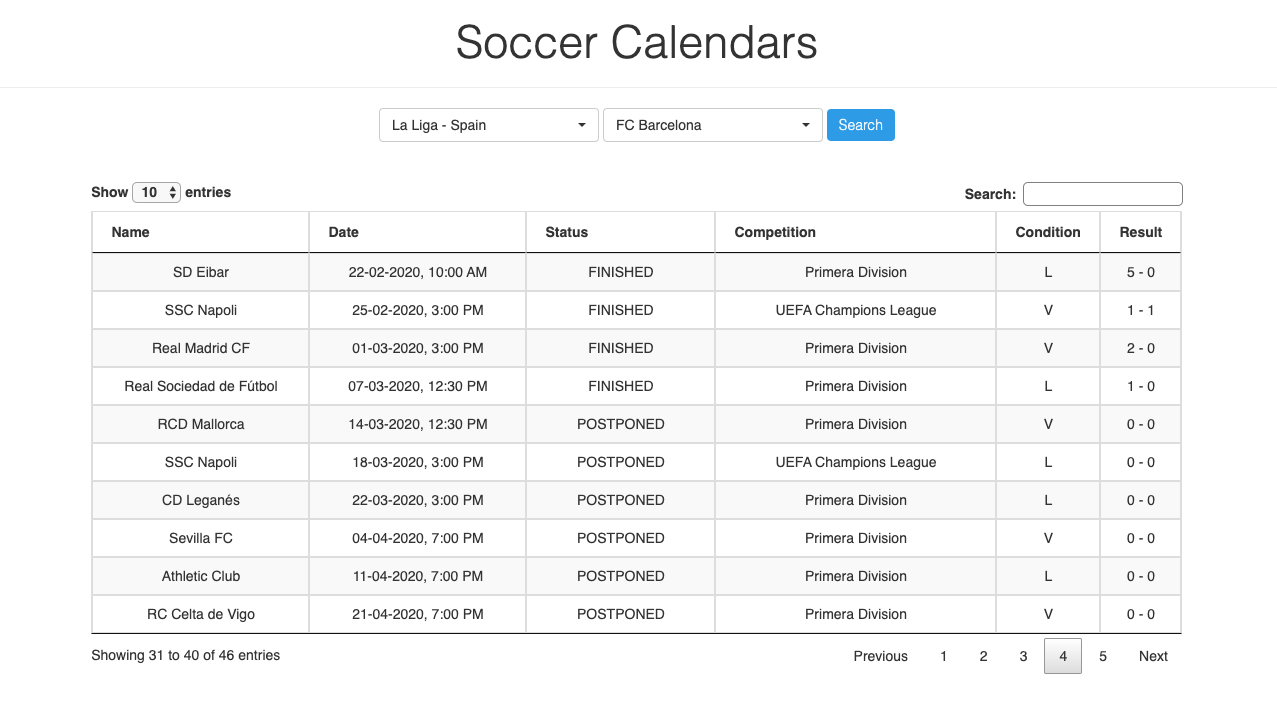 Soccer Calendars
La Liga - Spain FC Barcelona Search
Show 10 entries Search:
Name Date Status Competition Condition Result
SD Eibar 22-02-2020, 10:00 AM FINISHED Primera Division L 5 - 0
SSC Napoli 25-02-2020, 3:00 PM FINISHED UEFA Champions League V 1 - 1
Real Madrid CF 01-03-2020, 3:00 PM FINISHED Primera Division V 2 - 0
Real Sociedad de Fútbol 07-03-2020, 12:30 PM FINISHED Primera Division L 1 - 0
RCD Mallorca 14-03-2020, 12:30 PM POSTPONED Primera Division V 0 - 0
SSC Napoli 18-03-2020, 3:00 PM POSTPONED UEFA Champions League L 0 - 0
CD Leganés 22-03-2020, 3:00 PM POSTPONED Primera Division L 0 - 0
Sevilla FC 04-04-2020, 7:00 PM POSTPONED Primera Division V 0 - 0
Athletic Club 11-04-2020, 7:00 PM POSTPONED Primera Division L 0 - 0
RC Celta de Vigo 21-04-2020, 7:00 PM POSTPONED Primera Division V 0 - 0
Showing 31 to 40 of 46 entries Previous 1 2 3 4 5 Next